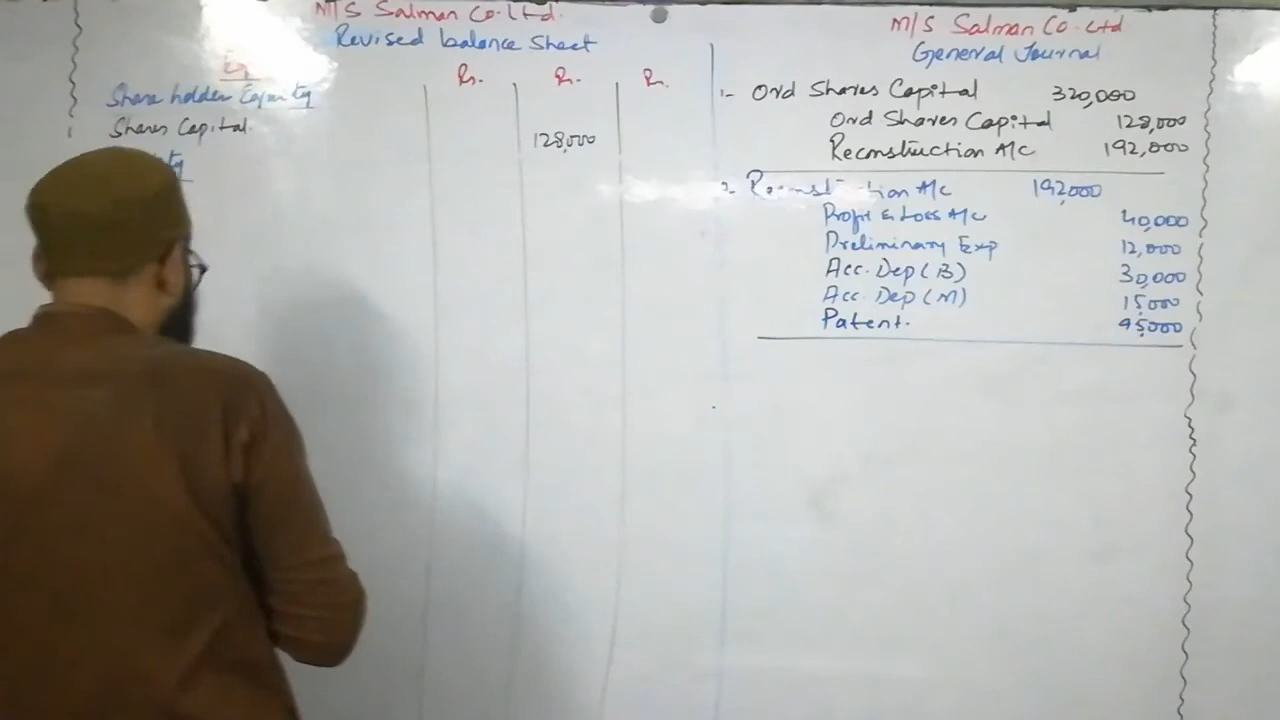 M/S Salman Co. Ltd.
Revised balance Sheet
Rs. Rs. Rs.
Share holder Equity
Shares Capital 128,000
M/S Salman Co. Ltd
General Journal
1- Ord Shares Capital 320,000
Ord Shares Capital 128,000
Reconstruction A/c 192,000
2- A/c 192,000
Profit & Loss A/c 40,000
Preliminary Exp 12,000
Acc. Dep (B) 30,000
Acc. Dep (M) 15,000
Patent. 95,000